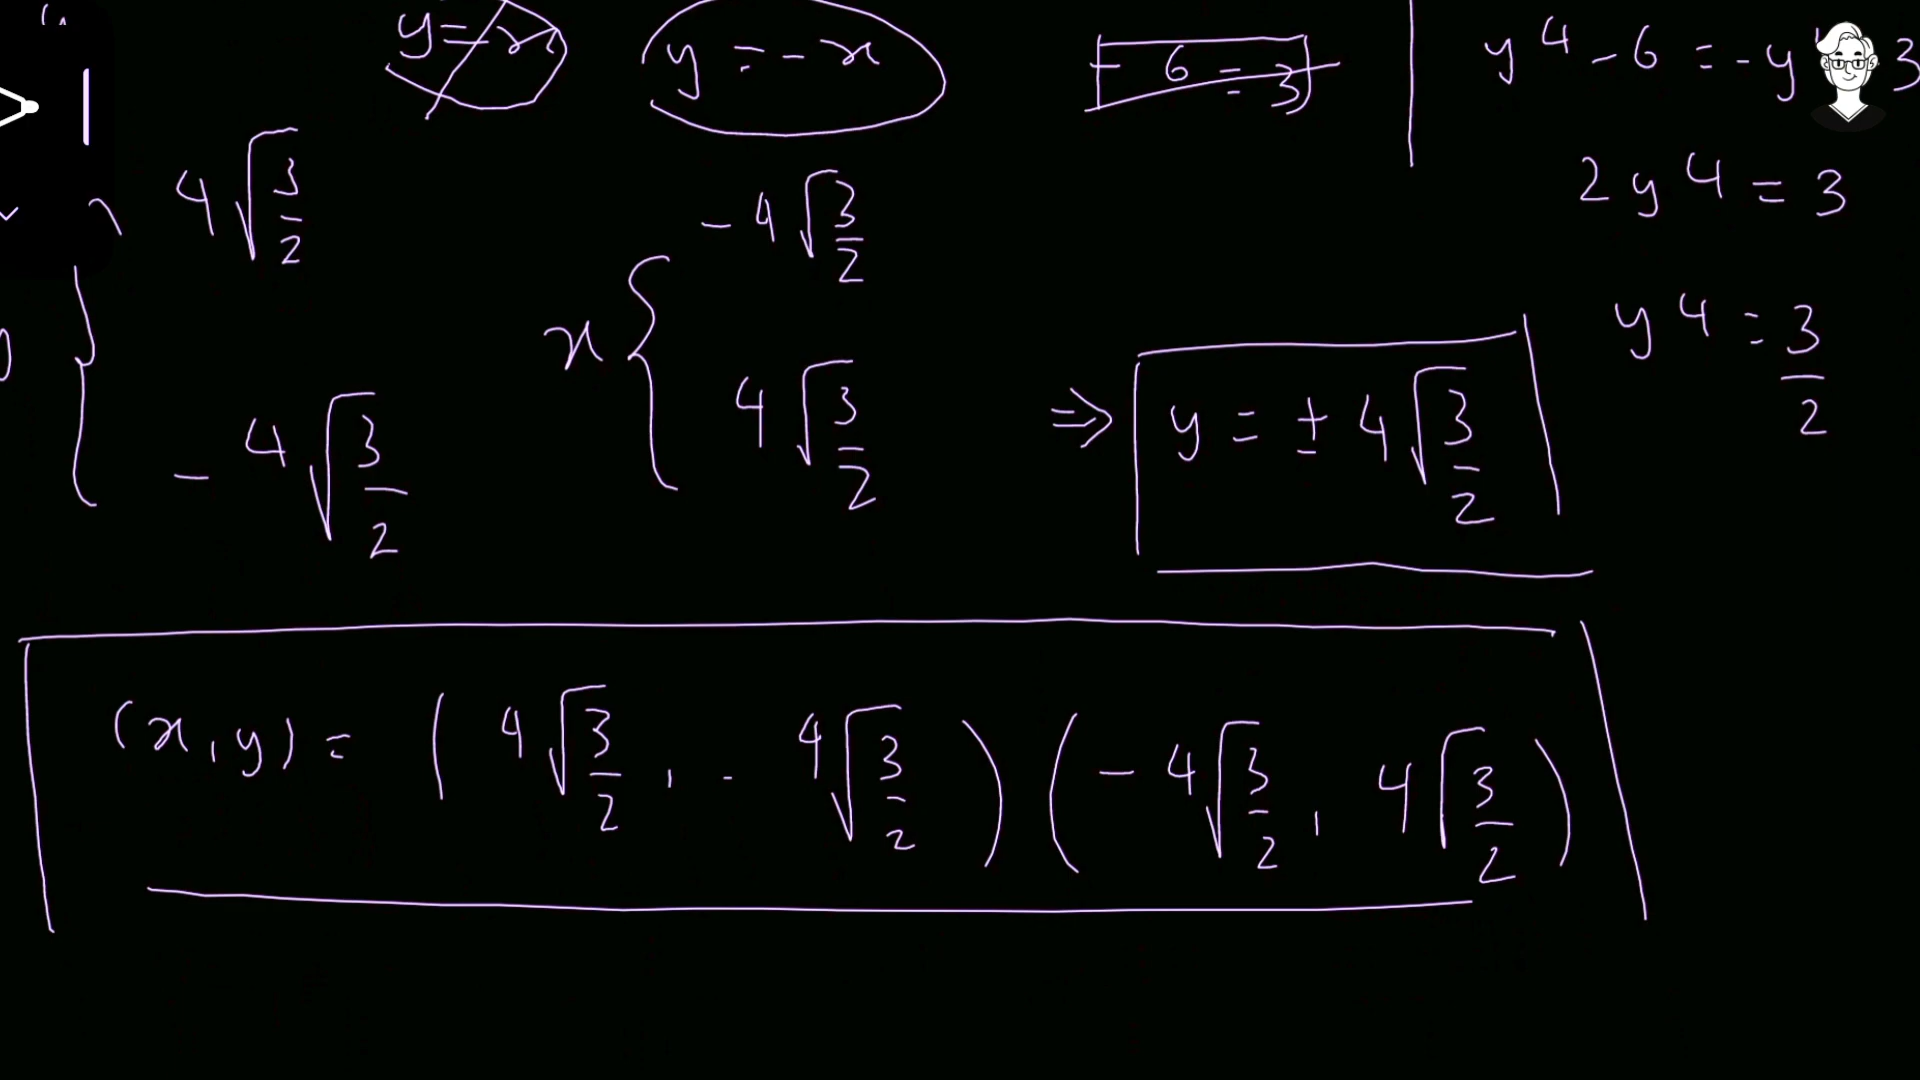 y = x
y = - x
- 6 = 3
y⁴ - 6 = - y 3
2y⁴ = 3
y⁴ = 3/2
4√3/2
- 4√3/2
x { - 4√3/2
4√3/2
⇒ y = ± 4√3/2
(x, y) = ( 4√3/2 , - 4√3/2 ) ( - 4√3/2 , 4√3/2 )